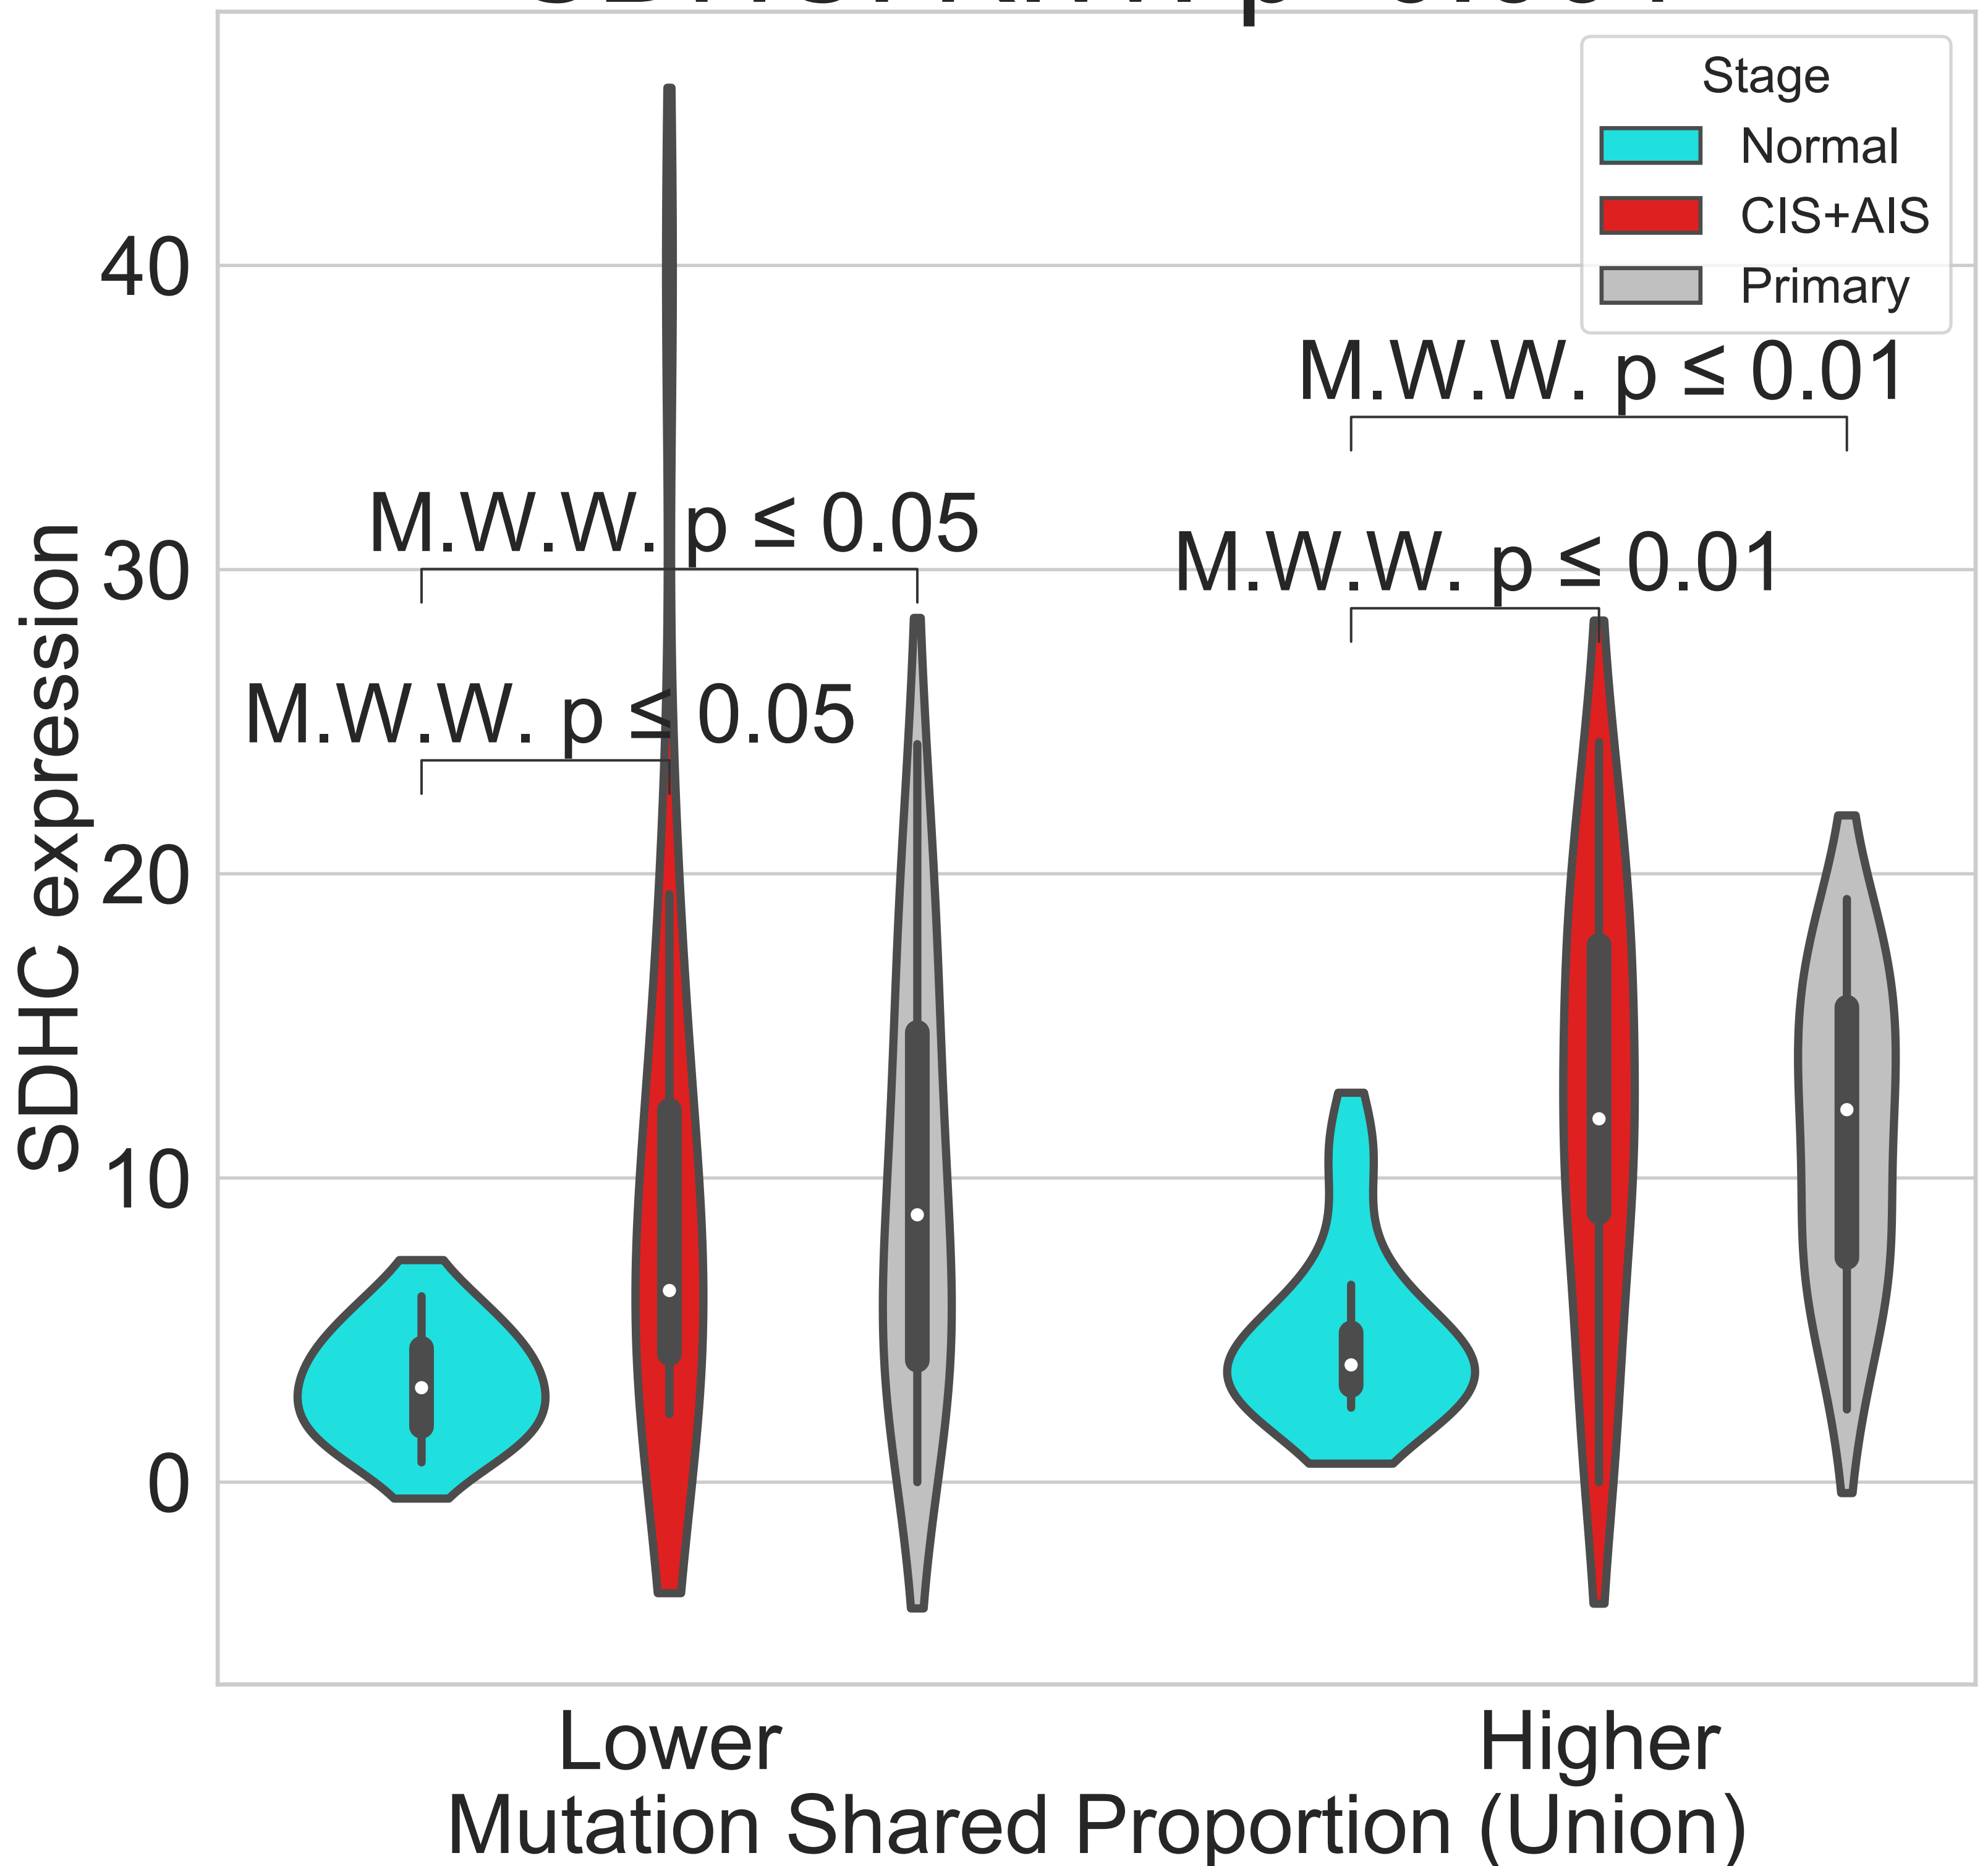 Stage
Normal
CIS+AIS
Primary
M.W.W. p ≤ 0.01
M.W.W. p ≤ 0.05
M.W.W. p ≤ 0.01
M.W.W. p ≤ 0.05
SDHC expression
40
30
20
10
0
Lower
Higher
Mutation Shared Proportion (Union)